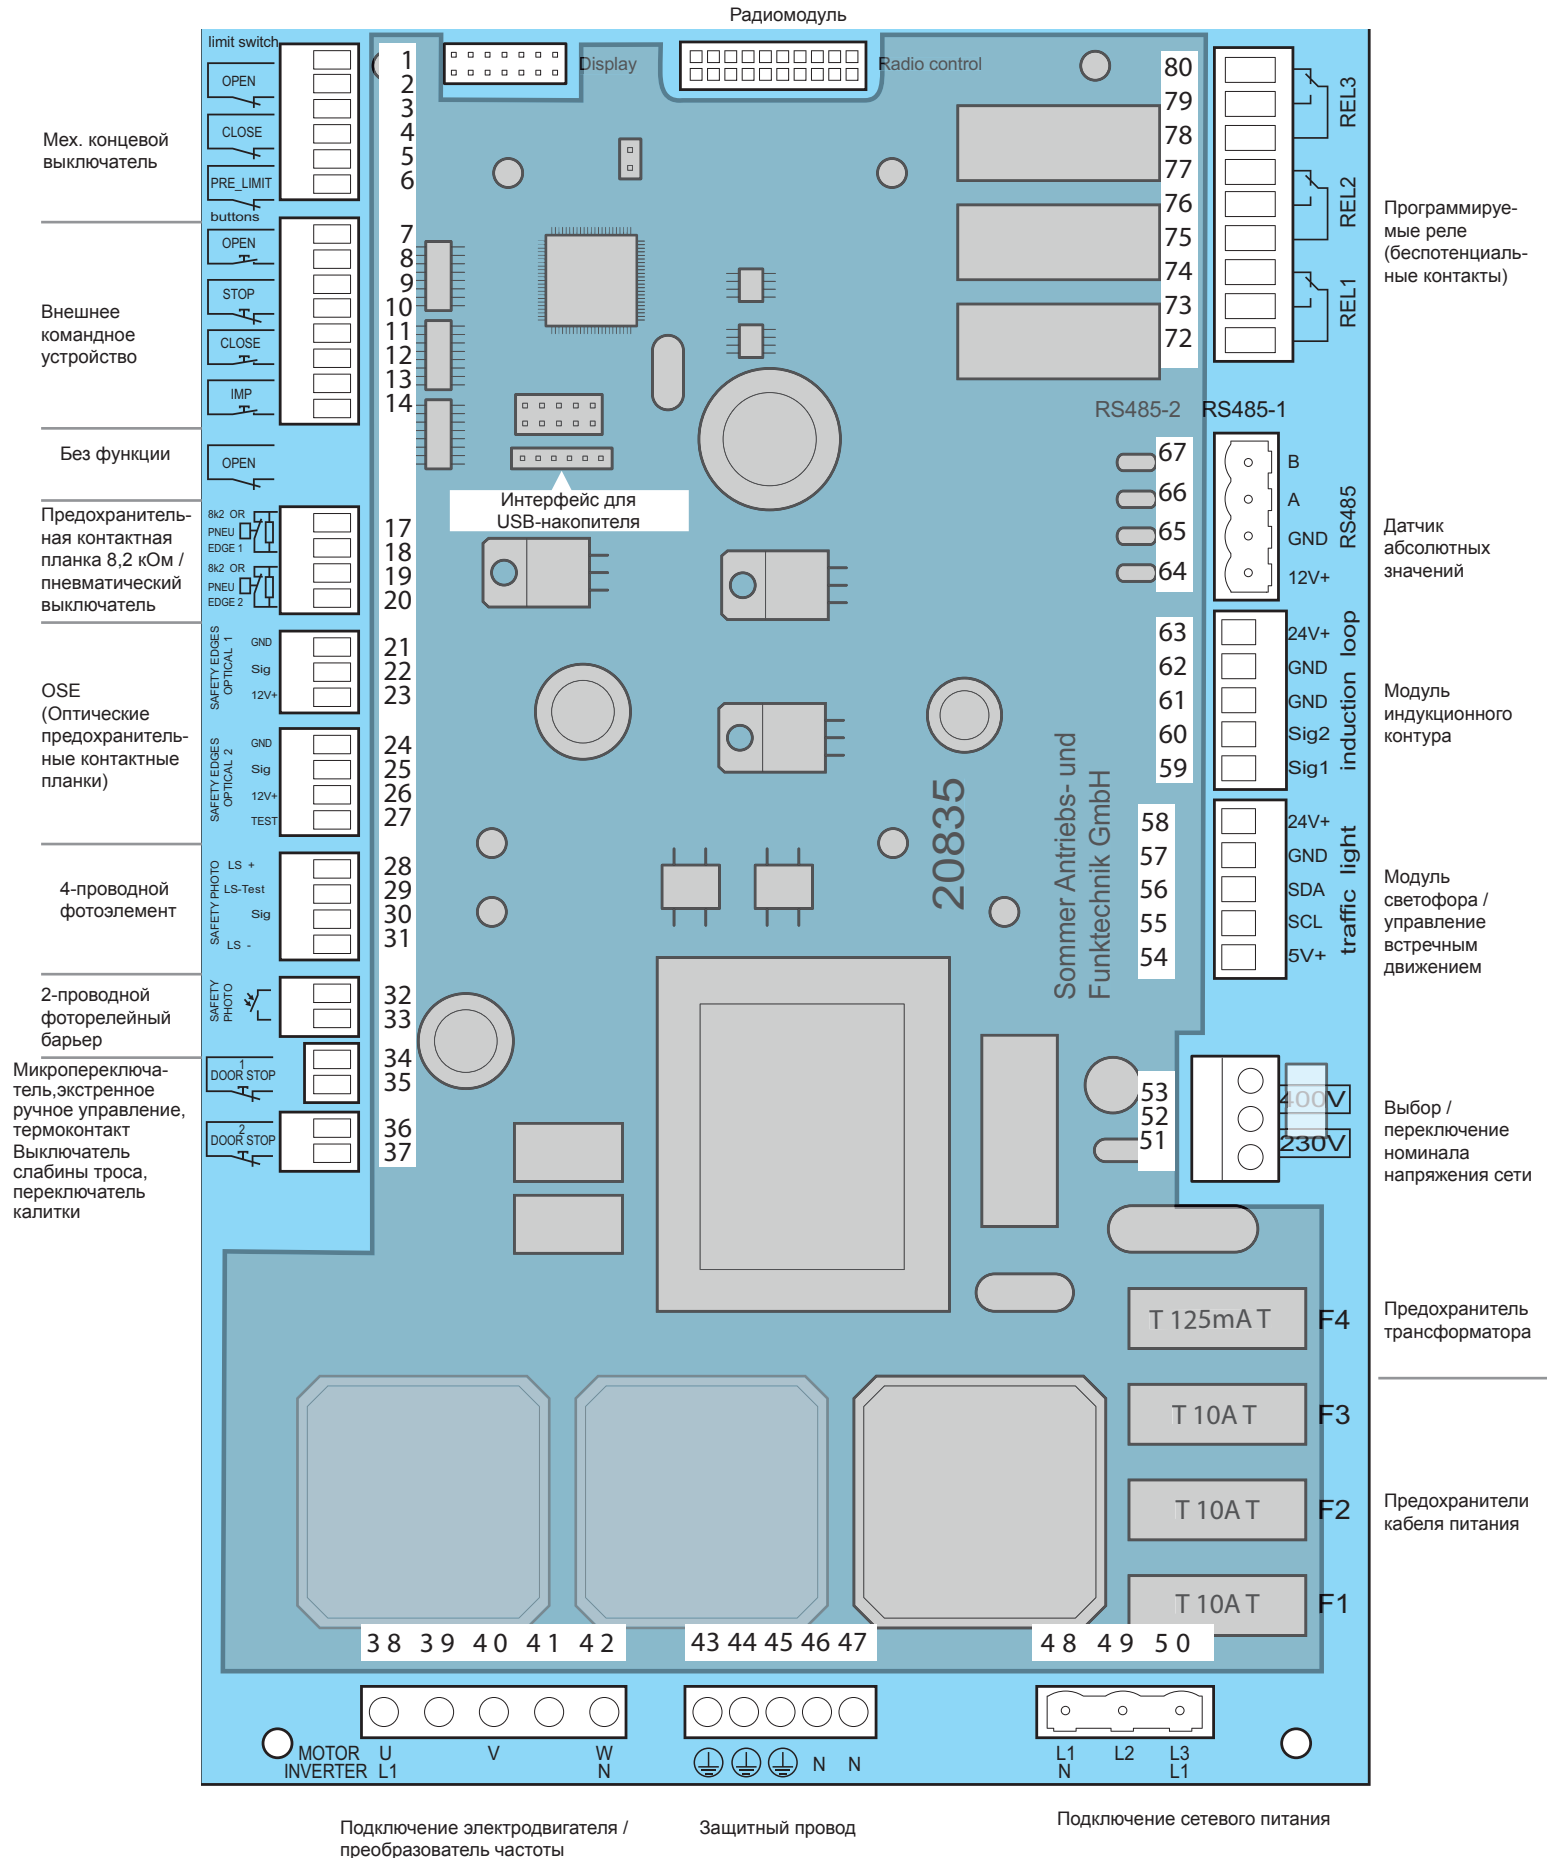 Радиомодуль
limit switch
OPEN
CLOSE
PRE_LIMIT
buttons
OPEN
STOP
CLOSE
IMP
OPEN
8k2 OR
PNEU
EDGE 1
8k2 OR
PNEU
EDGE 2
SAFETY EDGES
OPTICAL 1
GND
Sig
12V+
SAFETY EDGES
OPTICAL 2
GND
Sig
12V+
TEST
SAFETY PHOTO
LS +
LS-Test
Sig
LS -
SAFETY
PHOTO
1
DOOR STOP
2
DOOR STOP
Мех. концевой
выключатель
Внешнее
командное
устройство
Без функции
Предохранитель-
ная контактная
планка 8,2 кОм /
пневматический
выключатель
OSE
(Оптические
предохранитель-
ные контактные
планки)
4-проводной
фотоэлемент
2-проводной
фоторелейный
барьер
Микропереключа-
тель,экстренное
ручное управление,
термоконтакт
Выключатель
слабины троса,
переключатель
калитки
1
2
3
4
5
6
7
8
9
10
11
12
13
14
17
18
19
20
21
22
23
24
25
26
27
28
29
30
31
32
33
34
35
36
37
Display
Radio control
Интерфейс для
USB-накопителя
20835
Sommer Antriebs- und
Funktechnik GmbH
80
79
78
77
76
75
74
73
72
REL3
REL2
REL1
RS485-2
RS485-1
67
66
65
64
B
A
GND
12V+
RS485
63
62
61
60
59
24V+
GND
GND
Sig2
Sig1
induction loop
58
57
56
55
54
24V+
GND
SDA
SCL
5V+
traffic light
53
52
51
400V
230V
T 125mA T
F4
T 10A T
F3
T 10A T
F2
T 10A T
F1
Программируе-
мые реле
(беспотенциаль-
ные контакты)
Датчик
абсолютных
значений
Модуль
индукционного
контура
Модуль
светофора /
управление
встречным
движением
Выбор /
переключение
номинала
напряжения сети
Предохранитель
трансформатора
Предохранители
кабеля питания
38 39 40 41 42
43 44 45 46 47
48 49 50
MOTOR U V W
INVERTER L1 N
N N
L1 L2 L3
N L1
Подключение электродвигателя /
преобразователь частоты
Защитный провод
Подключение сетевого питания